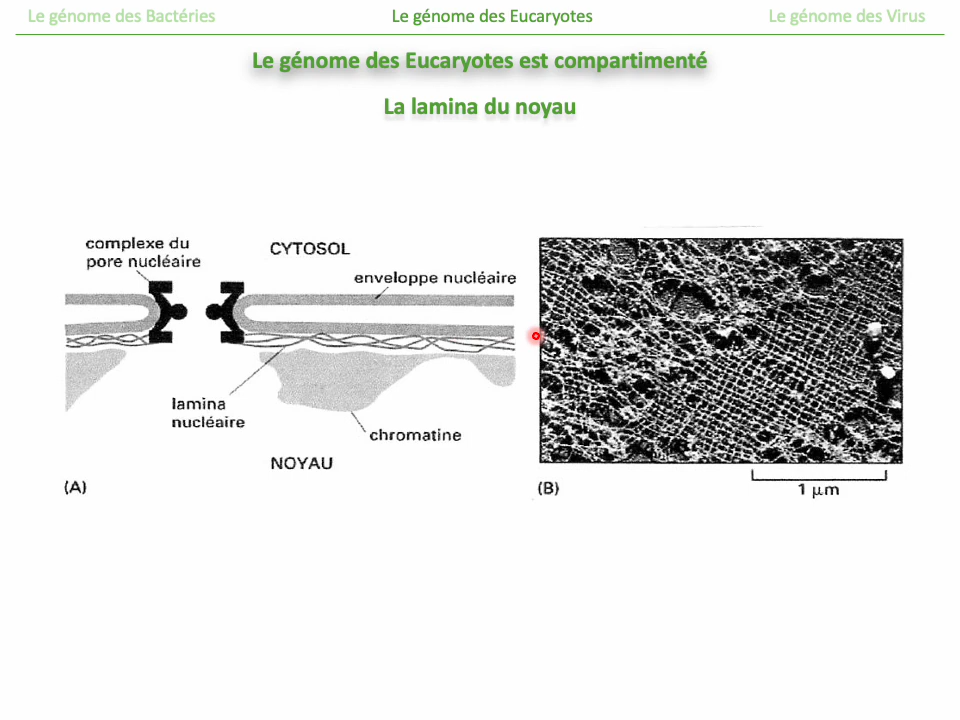 Le génome des Bactéries
Le génome des Eucaryotes
Le génome des Virus
Le génome des Eucaryotes est compartimenté
La lamina du noyau
complexe du
pore nucléaire
CYTOSOL
enveloppe nucléaire
lamina
nucléaire
chromatine
NOYAU
(A)
(B)
1 μm